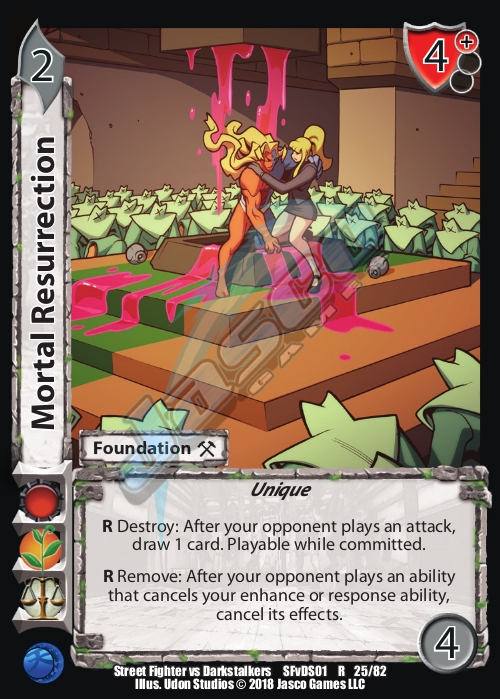 2
4
+
Mortal Resurrection
Jasco
GAMES
Foundation
Unique
R Destroy: After your opponent plays an attack,
draw 1 card. Playable while committed.
R Remove: After your opponent plays an ability
that cancels your enhance or response ability,
cancel its effects.
4
Street Fighter vs Darkstalkers SFvDS01 R 25/82
Illus. Udon Studios © 2018 Jasco Games LLC